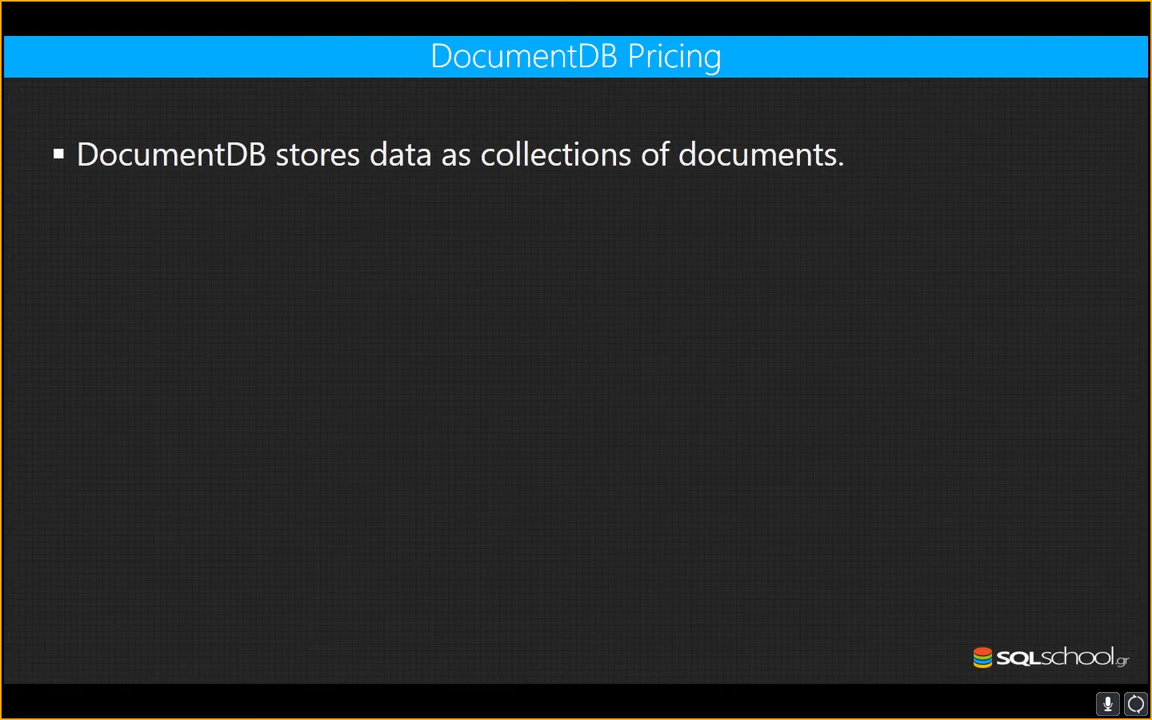 DocumentDB Pricing
▪ DocumentDB stores data as collections of documents.
SQLschool.gr